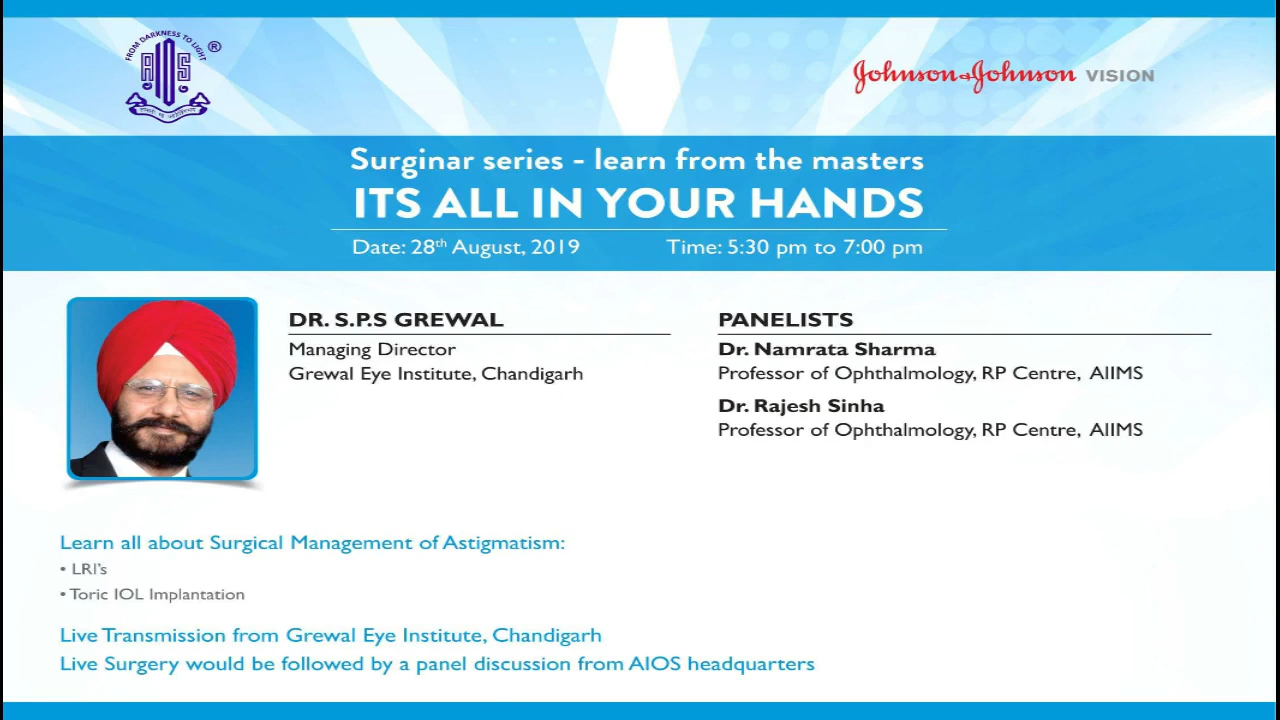 FROM DARKNESS TO LIGHT ®
AIOS
Johnson & Johnson VISION
Surginar series - learn from the masters
ITS ALL IN YOUR HANDS
Date: 28th August, 2019 Time: 5:30 pm to 7:00 pm
DR. S.P.S GREWAL
Managing Director
Grewal Eye Institute, Chandigarh
PANELISTS
Dr. Namrata Sharma
Professor of Ophthalmology, RP Centre, AIIMS
Dr. Rajesh Sinha
Professor of Ophthalmology, RP Centre, AIIMS
Learn all about Surgical Management of Astigmatism:
• LRI's
• Toric IOL Implantation
Live Transmission from Grewal Eye Institute, Chandigarh
Live Surgery would be followed by a panel discussion from AIOS headquarters